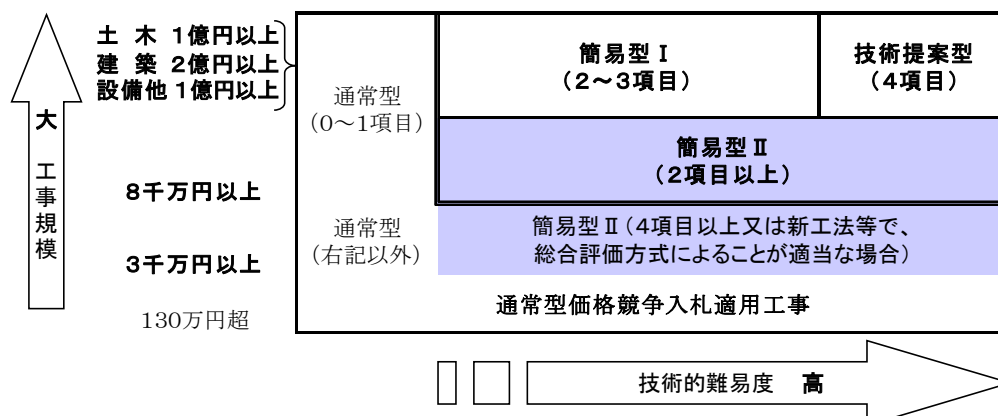 土 木 1億円以上
建 築 2億円以上
設備他 1億円以上
大 工事規模
8千万円以上
3千万円以上
130万円超
通常型
(0～1項目)
簡易型Ⅰ
(2～3項目)
技術提案型
(4項目)
簡易型Ⅱ
(2項目以上)
通常型
(右記以外)
簡易型Ⅱ(4項目以上又は新工法等で、
総合評価方式によることが適当な場合)
通常型価格競争入札適用工事
技術的難易度 高